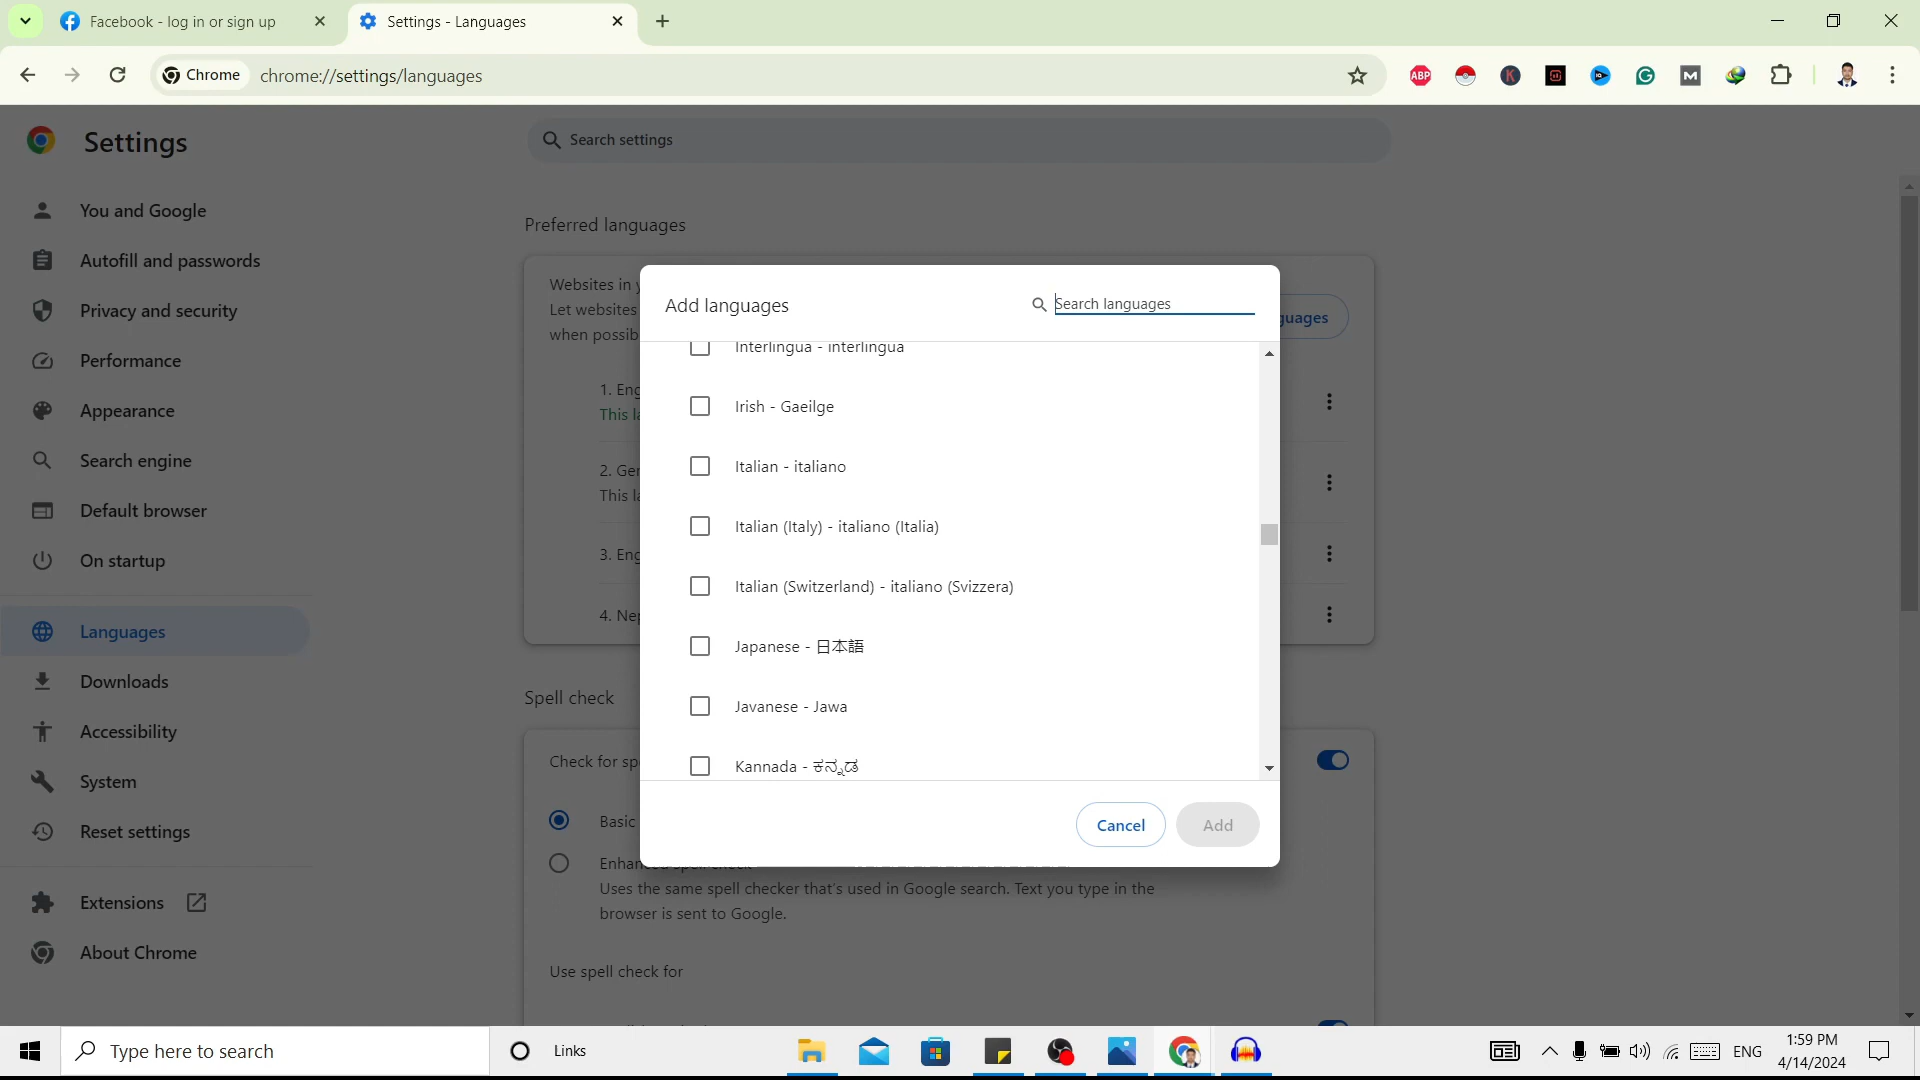 Facebook - log in or sign up
Settings - Languages
Chrome
chrome://settings/languages
ABP
K
M
Settings
Search settings
You and Google
Autofill and passwords
Privacy and security
Performance
Appearance
Search engine
Default browser
On startup
Languages
Downloads
Accessibility
System
Reset settings
Extensions
About Chrome
Preferred languages
Websites in
Let websites
when possib
guages
1. Eng
This la
2. Ger
This la
3. Eng
4. Nep
Add languages
Search languages
Interlingua - interlingua
Irish - Gaeilge
Italian - italiano
Italian (Italy) - italiano (Italia)
Italian (Switzerland) - italiano (Svizzera)
Japanese - 日本語
Javanese - Jawa
Kannada - ಕನ್ನಡ
Cancel
Add
Spell check
Check for sp
Basic
Uses the same spell checker that's used in Google search. Text you type in the
browser is sent to Google.
Use spell check for
Type here to search
Links
ENG
1:59 PM
4/14/2024